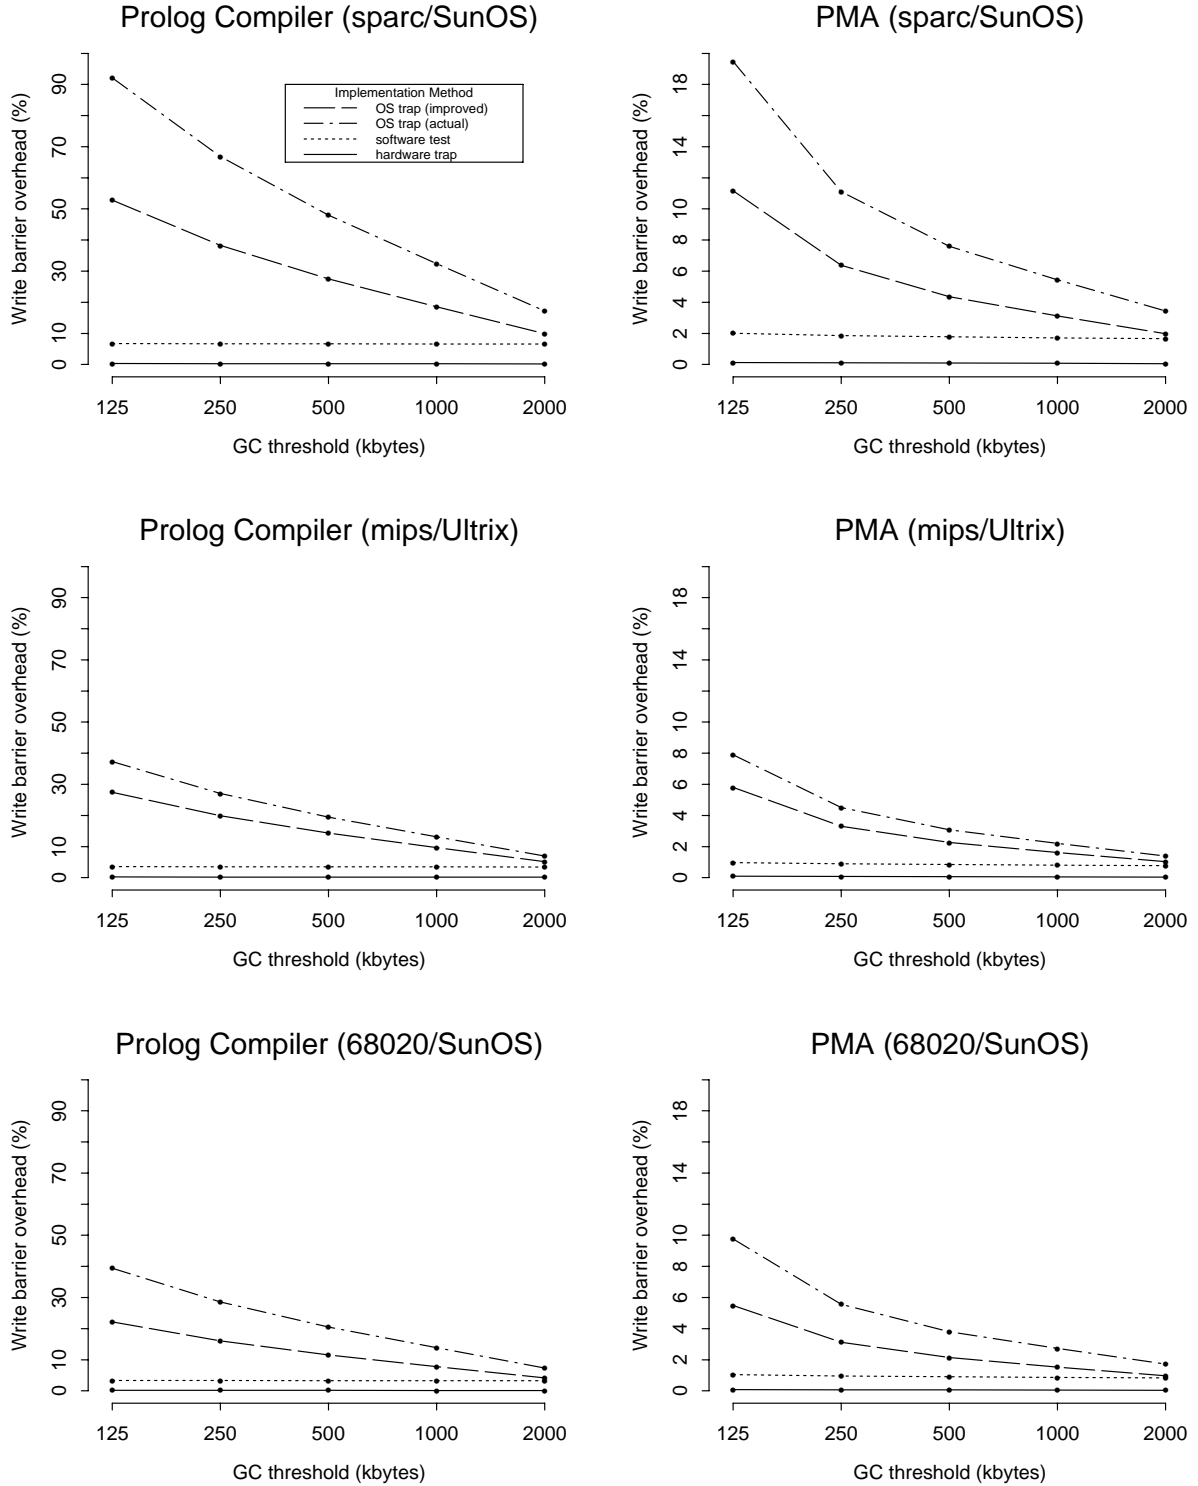 Prolog Compiler (sparc/SunOS)
Write barrier overhead (%)
90
70
50
30
10
0
Implementation Method
OS trap (improved)
OS trap (actual)
software test
hardware trap
125 250 500 1000 2000
GC threshold (kbytes)
PMA (sparc/SunOS)
Write barrier overhead (%)
18
14
10
8
6
4
2
0
125 250 500 1000 2000
GC threshold (kbytes)
Prolog Compiler (mips/Ultrix)
Write barrier overhead (%)
90
70
50
30
10
0
125 250 500 1000 2000
GC threshold (kbytes)
PMA (mips/Ultrix)
Write barrier overhead (%)
18
14
10
8
6
4
2
0
125 250 500 1000 2000
GC threshold (kbytes)
Prolog Compiler (68020/SunOS)
Write barrier overhead (%)
90
70
50
30
10
0
125 250 500 1000 2000
GC threshold (kbytes)
PMA (68020/SunOS)
Write barrier overhead (%)
18
14
10
8
6
4
2
0
125 250 500 1000 2000
GC threshold (kbytes)